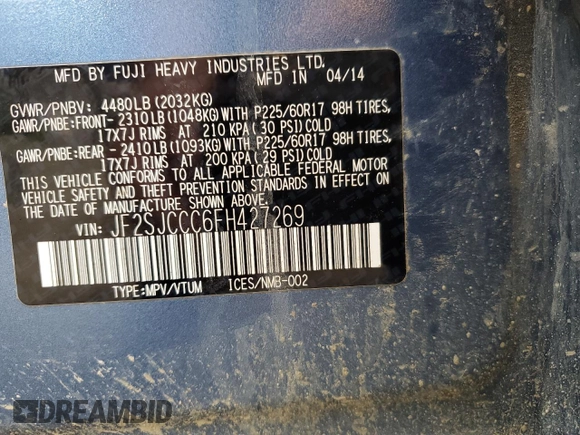 MFD BY FUJI HEAVY INDUSTRIES LTD.
MFD IN 04/14
GVWR/PNBV: 4480LB (2032KG)
GAWR/PNBE:FRONT- 2310LB(1048KG)WITH P225/60R17 98H TIRES,
17X7J RIMS AT 210 KPA(30 PSI)COLD
GAWR/PNBE:REAR -2410LB(1093KG)WITH P225/60R17 98H TIRES,
17X7J RIMS AT 200 KPA(29 PSI)COLD
THIS VEHICLE CONFORMS TO ALL APPLICABLE FEDERAL MOTOR
VEHICLE SAFETY AND THEFT PREVENTION STANDARDS IN EFFECT
ON THE DATE OF MANUFACTURE SHOWN ABOVE.
VIN: JF2SJCCC6FH427269
TYPE:MPV/VTUM ICES/NMB-002
DREAMBID